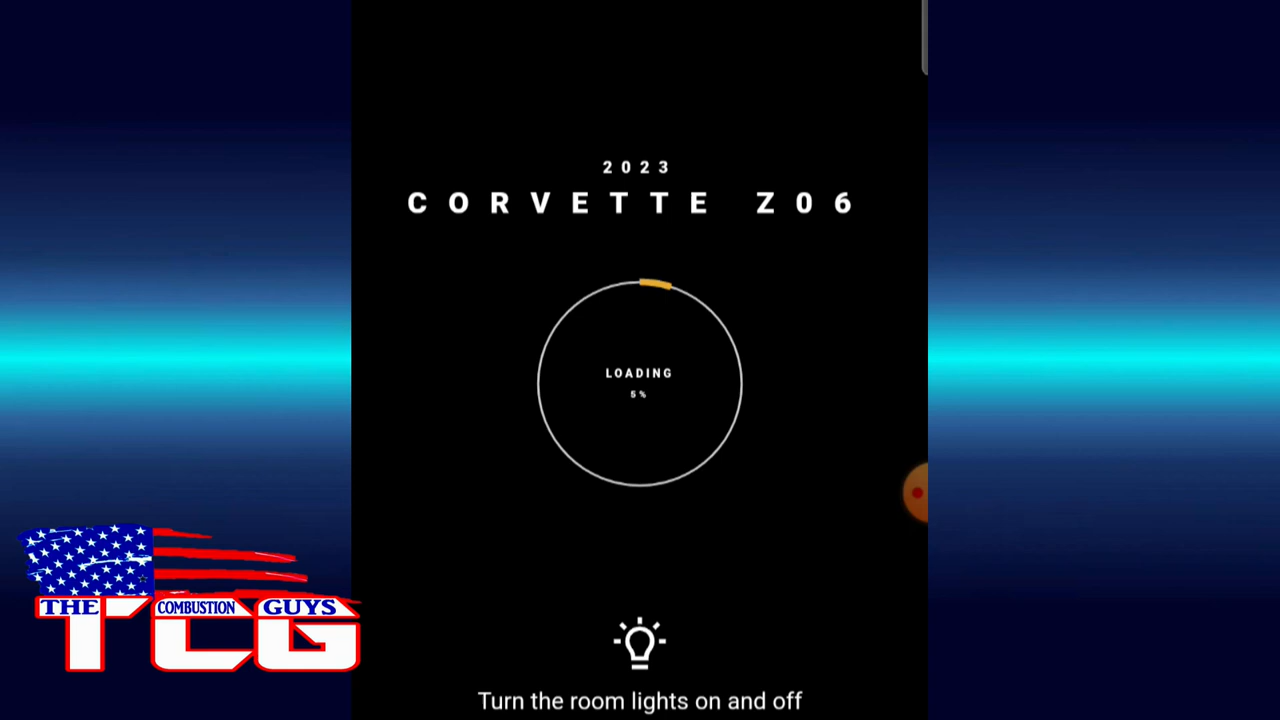 2023
CORVETTE Z06
LOADING
5%
THE COMBUSTION GUYS
TCG
Turn the room lights on and off